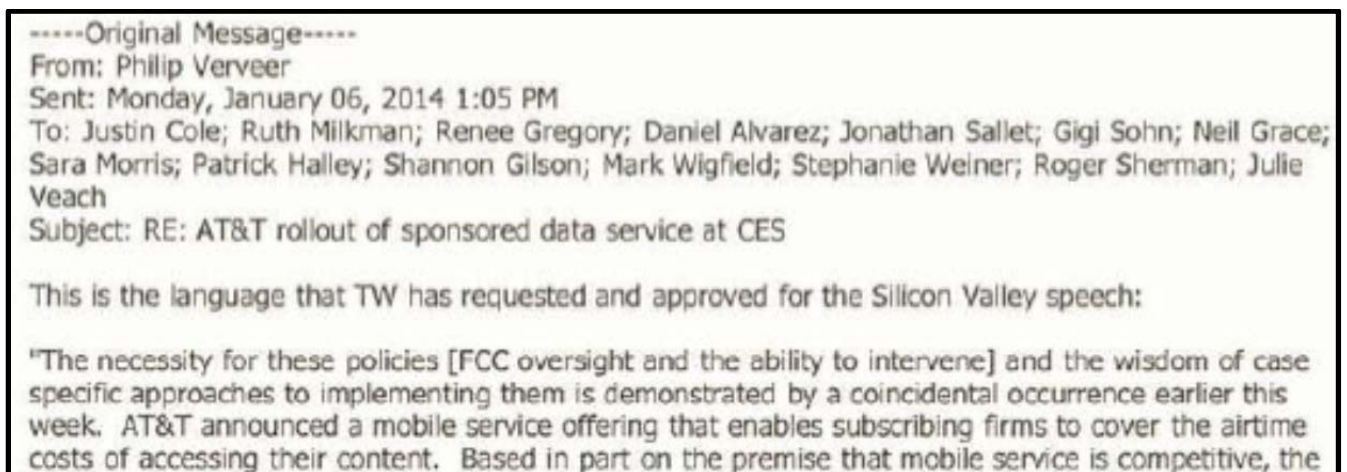 -----Original Message-----
From: Philip Verveer
Sent: Monday, January 06, 2014 1:05 PM
To: Justin Cole; Ruth Milkman; Renee Gregory; Daniel Alvarez; Jonathan Sallet; Gigi Sohn; Neil Grace;
Sara Morris; Patrick Halley; Shannon Gilson; Mark Wigfield; Stephanie Weiner; Roger Sherman; Julie
Veach
Subject: RE: AT&T rollout of sponsored data service at CES
This is the language that TW has requested and approved for the Silicon Valley speech:
"The necessity for these policies [FCC oversight and the ability to intervene] and the wisdom of case
specific approaches to implementing them is demonstrated by a coincidental occurrence earlier this
week. AT&T announced a mobile service offering that enables subscribing firms to cover the airtime
costs of accessing their content. Based in part on the premise that mobile service is competitive, the